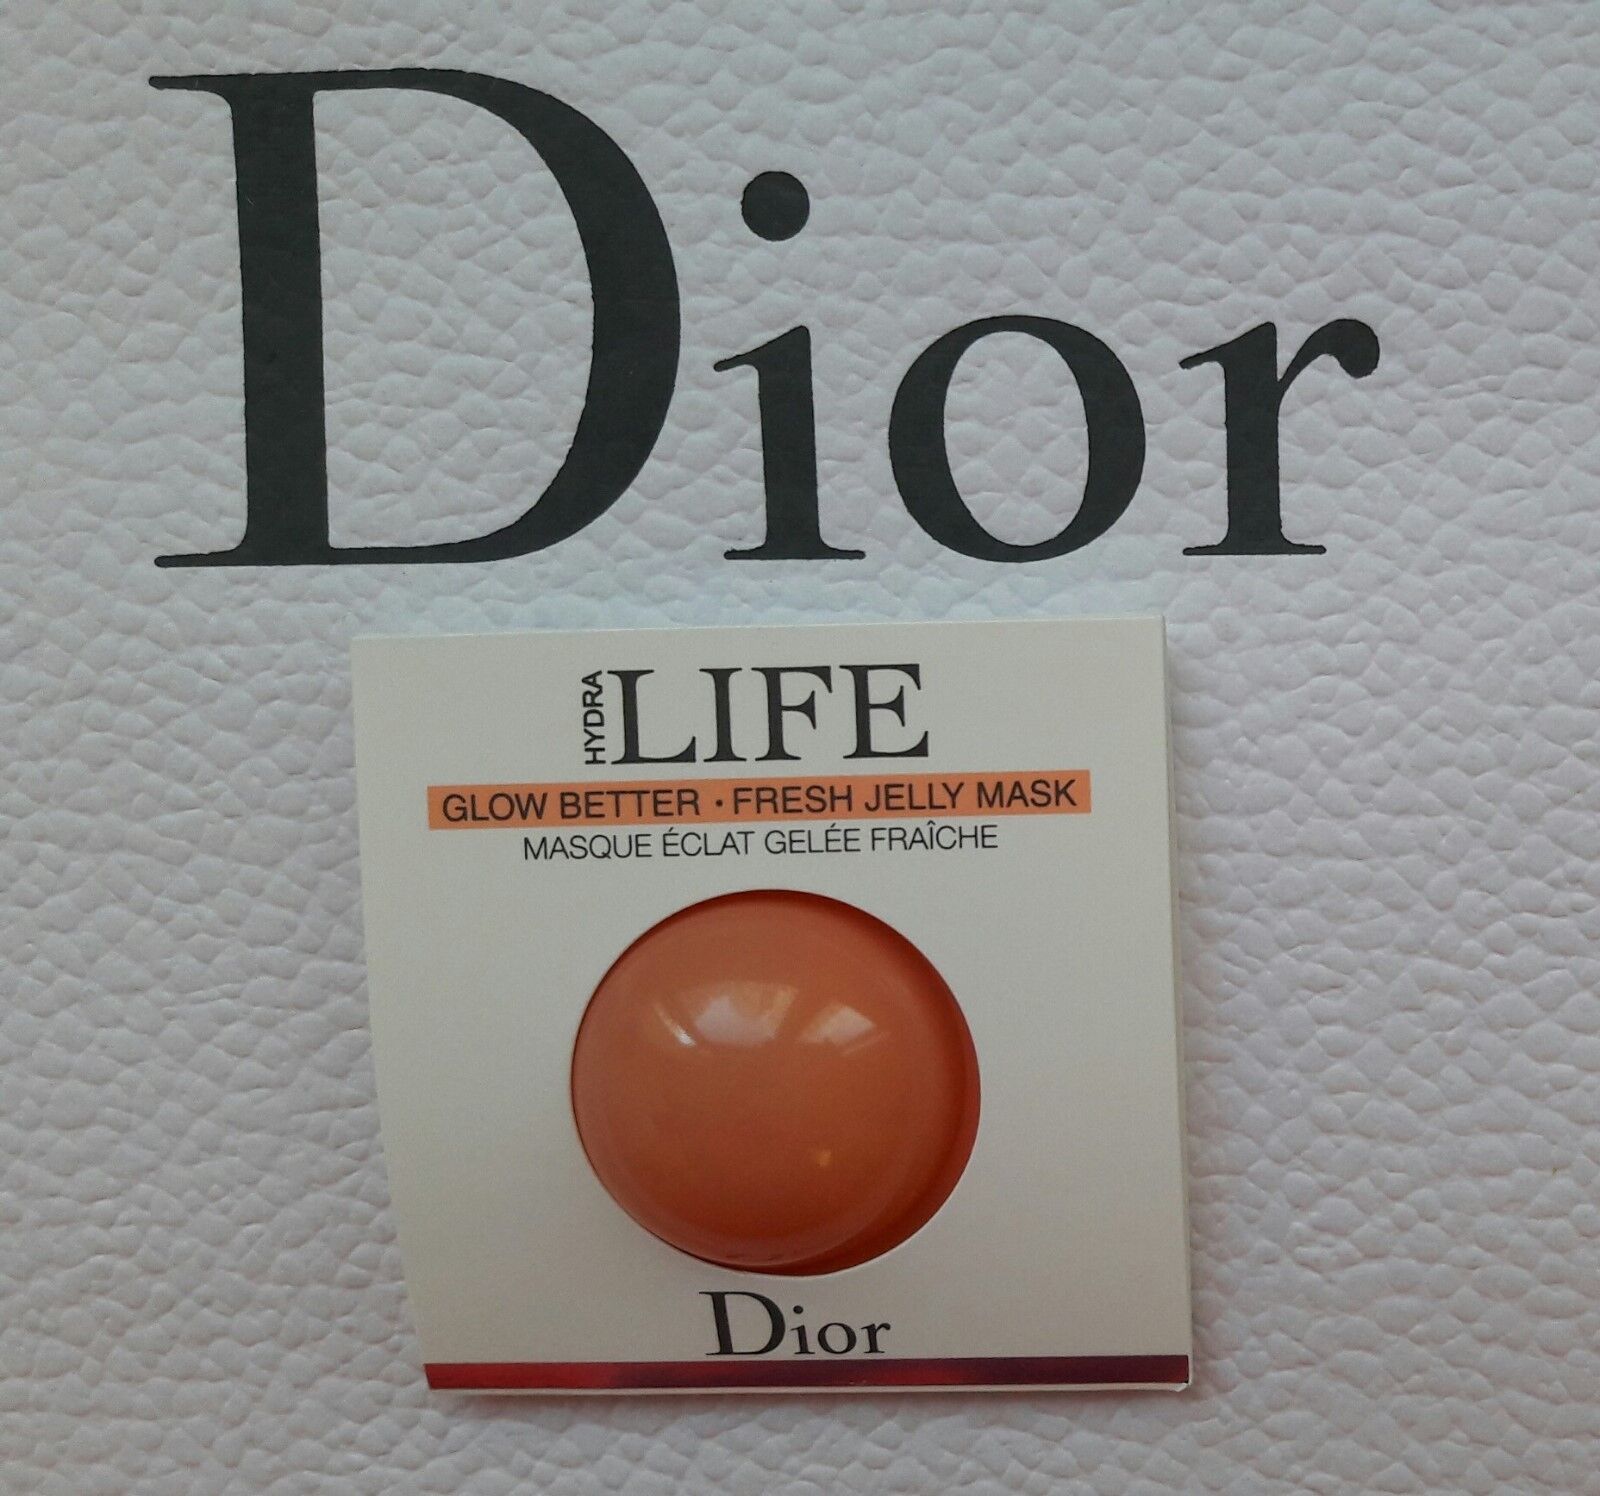 Dior
HYDRA LIFE
GLOW BETTER • FRESH JELLY MASK
MASQUE ÉCLAT GELÉE FRAÎCHE
Dior